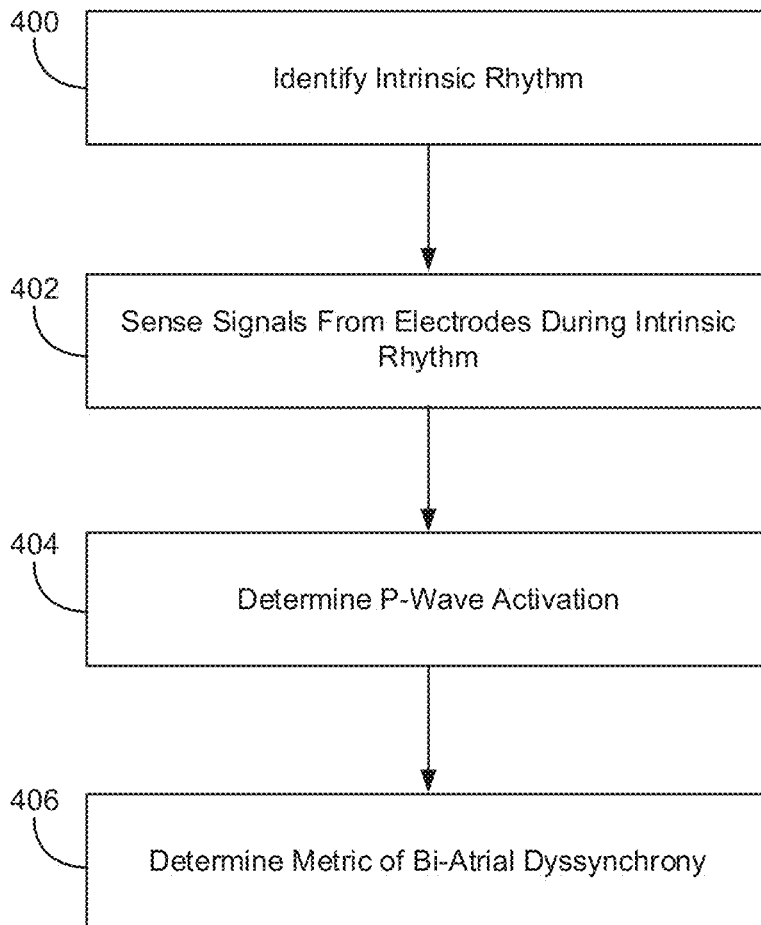 400
Identify Intrinsic Rhythm
402
Sense Signals From Electrodes During Intrinsic
Rhythm
404
Determine P-Wave Activation
406
Determine Metric of Bi-Atrial Dyssynchrony